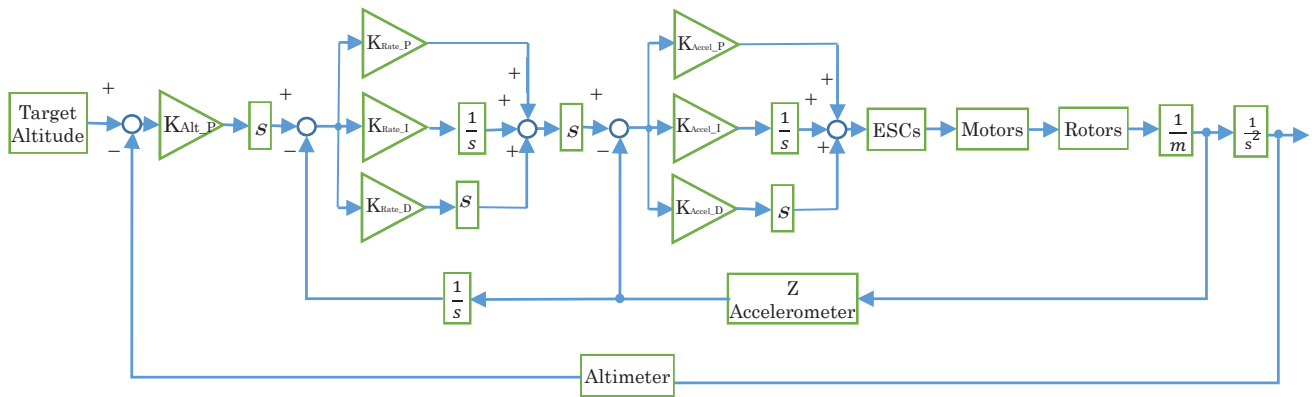 Target
Altitude
+
−
K_Alt_P
s
+
−
K_Rate_P
K_Rate_I
1
s
K_Rate_D
s
+
+
+
s
+
−
K_Accel_P
K_Accel_I
1
s
K_Accel_D
s
+
+
+
ESCs
Motors
Rotors
1
m
1
s²
1
s
Z
Accelerometer
Altimeter